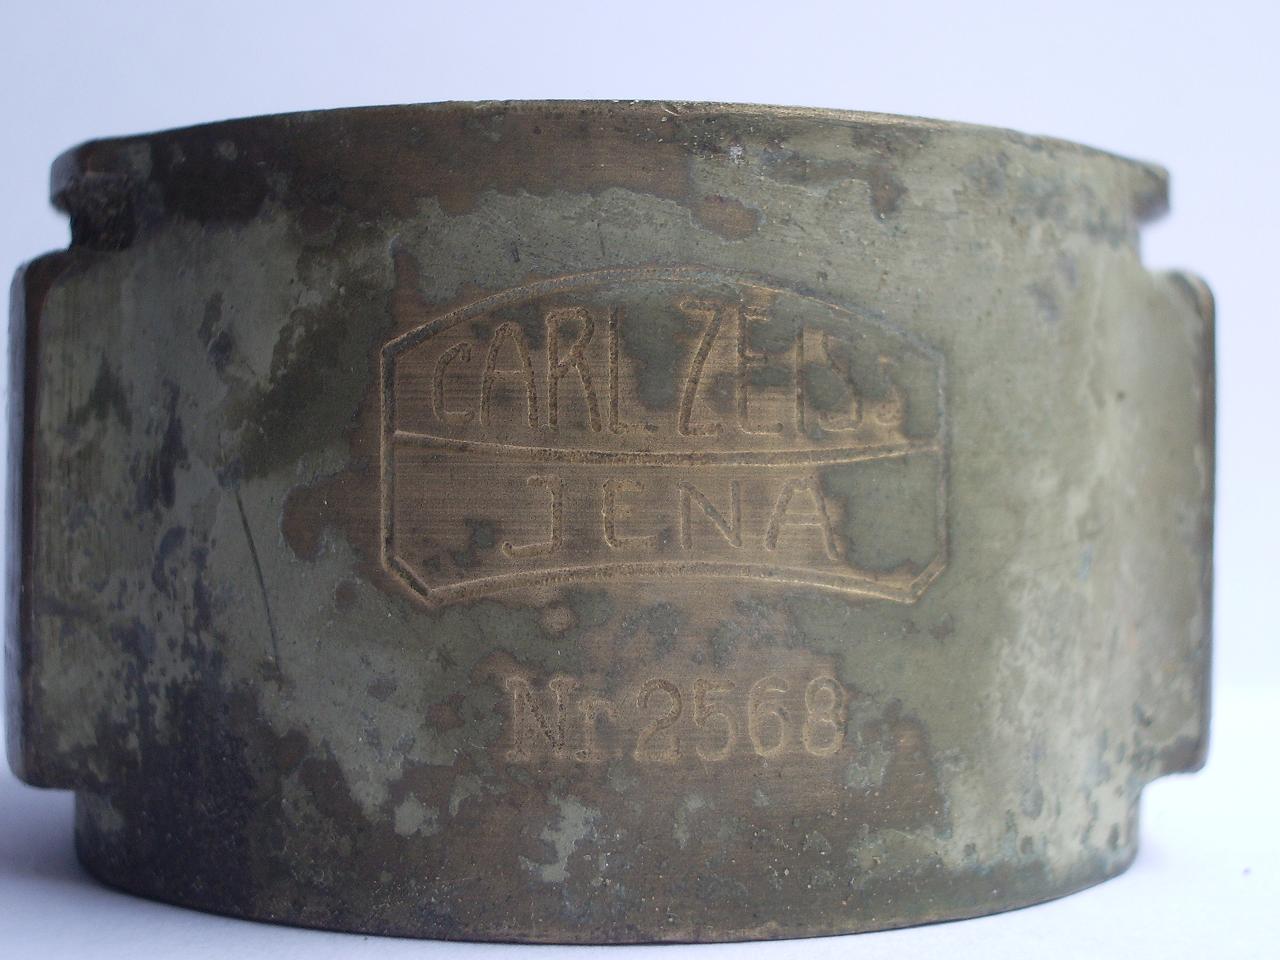 CARL ZEISS
JENA
Nr 2568